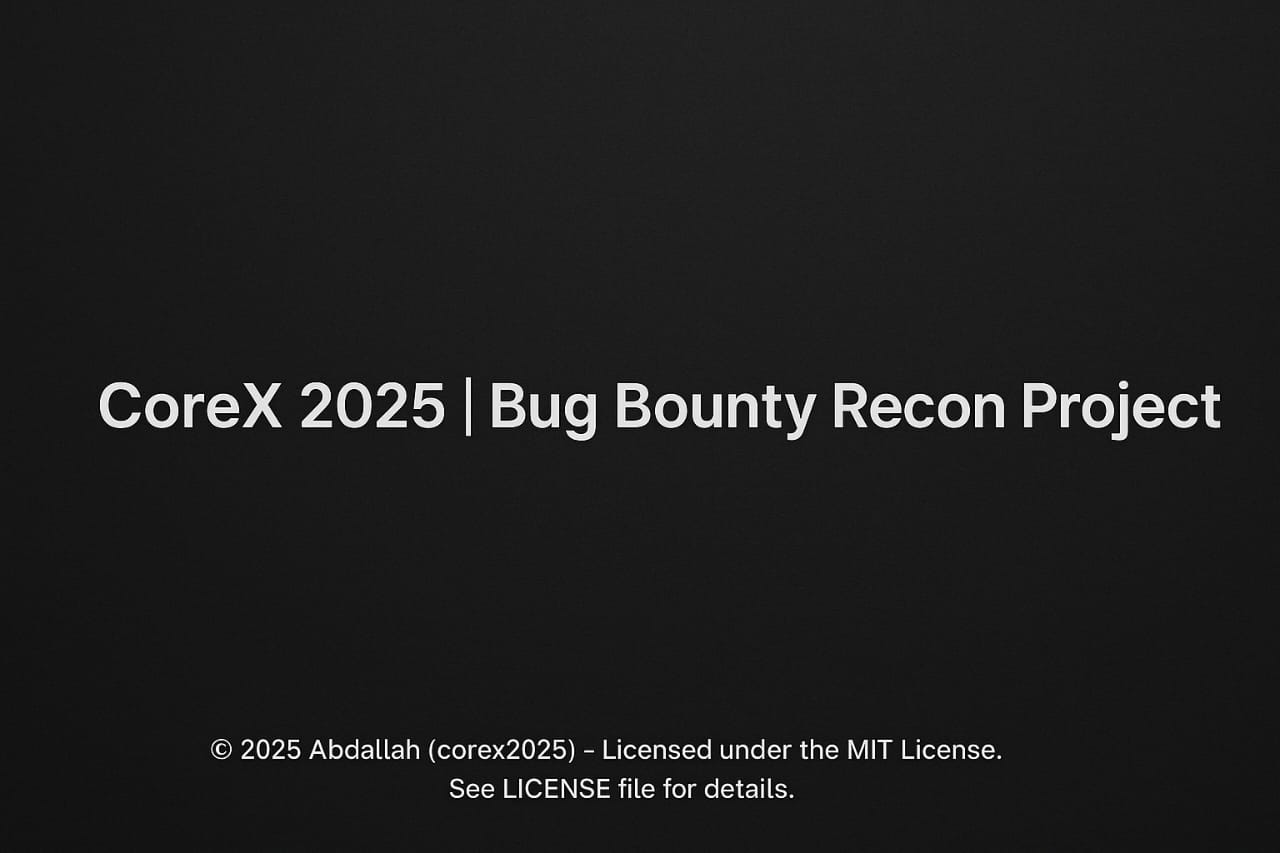 CoreX 2025 | Bug Bounty Recon Project
© 2025 Abdallah (corex2025) – Licensed under the MIT License.
See LICENSE file for details.